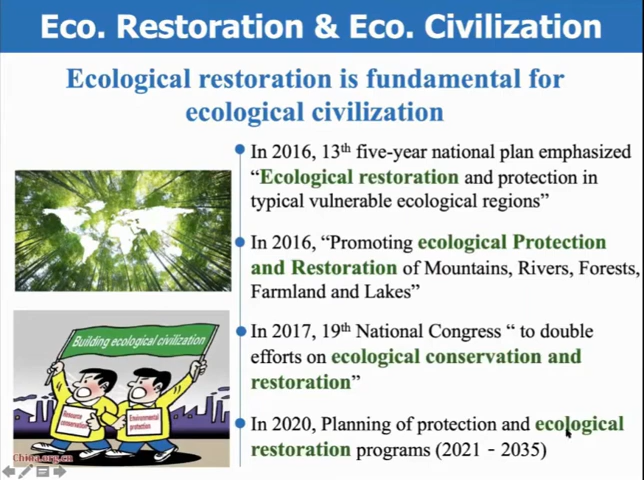 Eco. Restoration & Eco. Civilization
Ecological restoration is fundamental for
ecological civilization
In 2016, 13th five-year national plan emphasized
“Ecological restoration and protection in
typical vulnerable ecological regions”
In 2016, “Promoting ecological Protection
and Restoration of Mountains, Rivers, Forests,
Farmland and Lakes”
In 2017, 19th National Congress “ to double
efforts on ecological conservation and
restoration”
In 2020, Planning of protection and ecological
restoration programs (2021 - 2035)
Building ecological civilization
Resource
conservation
Environmental
protection
China.org.cn